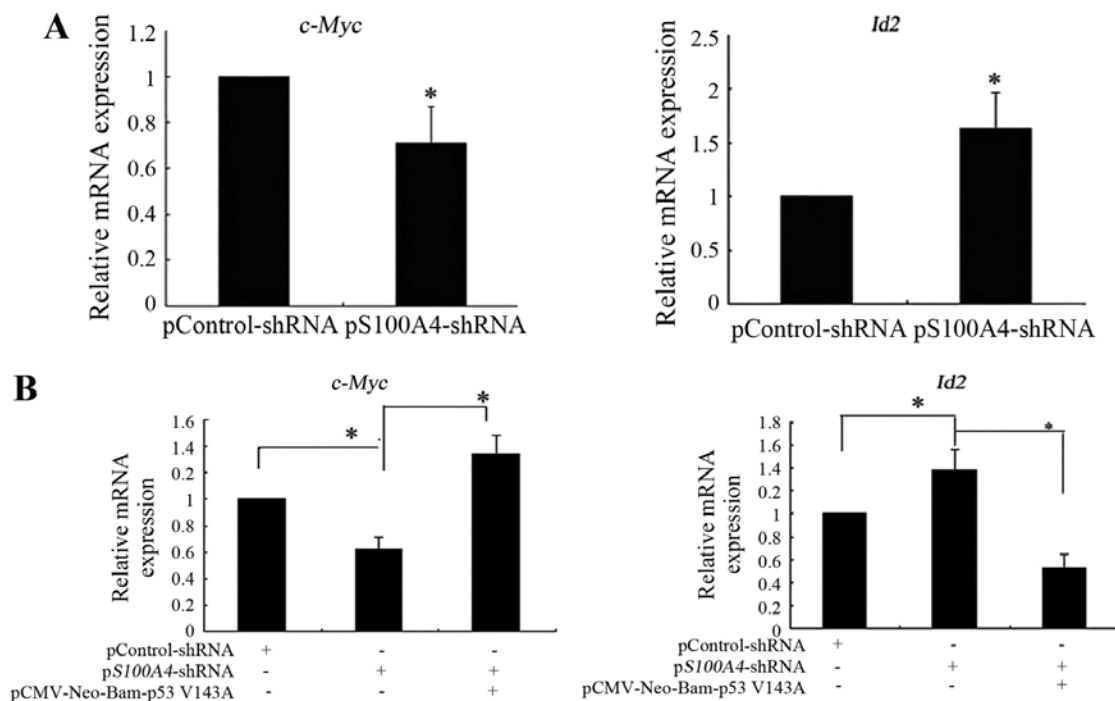 A
c-Myc
Relative mRNA expression
1.2
1
0.8
0.6
0.4
0.2
0
*
pControl-shRNA pS100A4-shRNA
Id2
Relative mRNA expression
2.5
2
1.5
1
0.5
0
*
pControl-shRNA pS100A4-shRNA
B
c-Myc
Relative mRNA
expression
1.6
1.4
0.2
1
0.8
0.6
0.4
0.2
0
*
*
pControl-shRNA + - -
pS100A4-shRNA - + +
pCMV-Neo-Bam-p53 V143A - - +
Id2
Relative mRNA
expression
1.8
1.6
1.4
0.2
1
0.8
0.6
0.4
0.2
0
*
*
pControl-shRNA + - -
pS100A4-shRNA - + +
pCMV-Neo-Bam-p53 V143A - - +